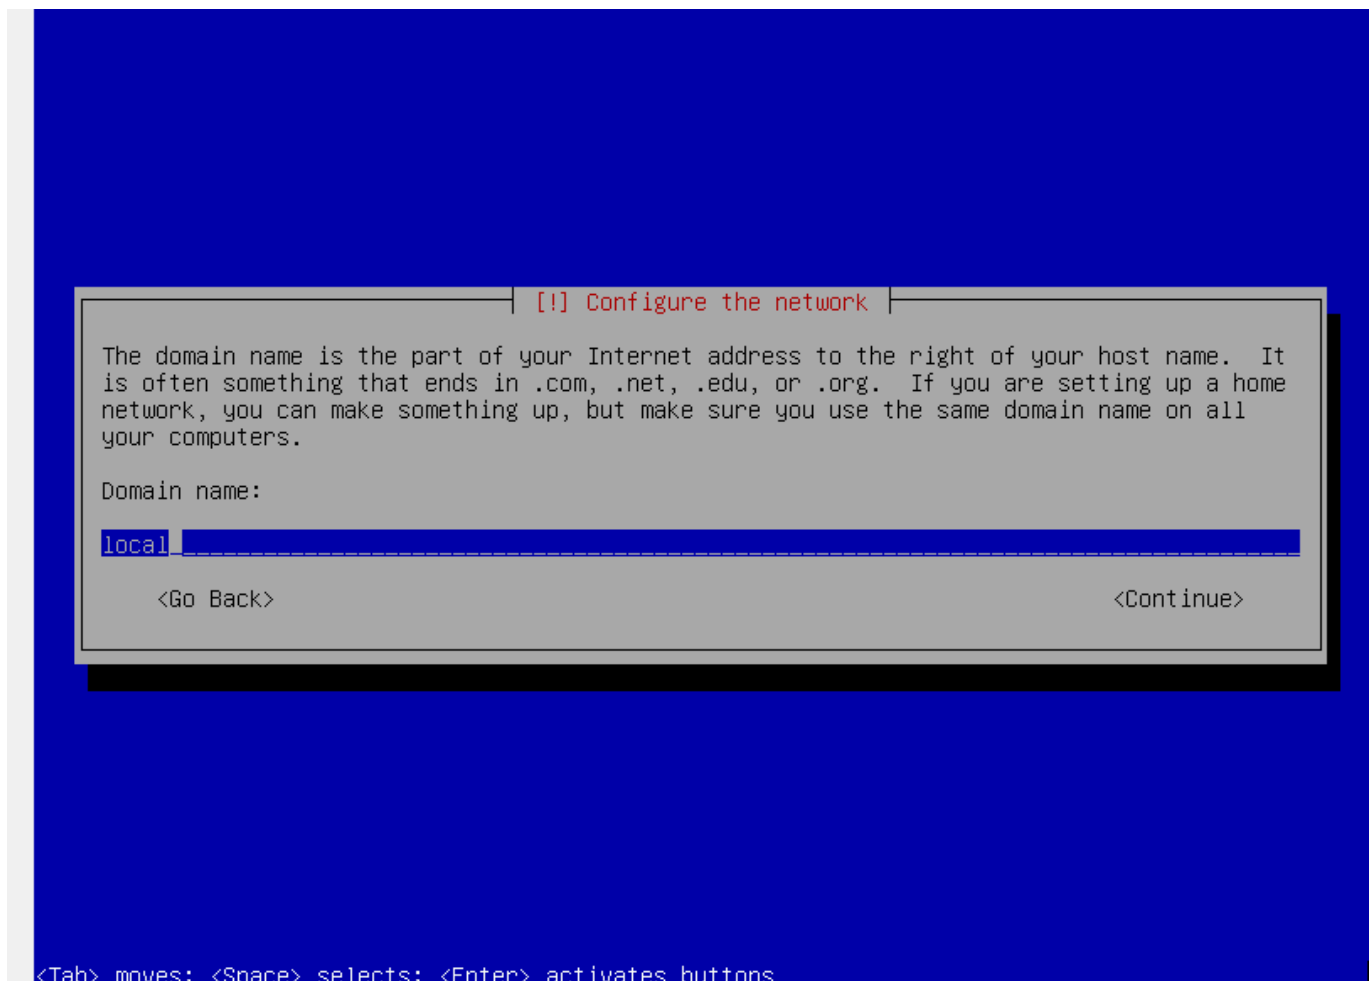 [!] Configure the network
The domain name is the part of your Internet address to the right of your host name.  It
is often something that ends in .com, .net, .edu, or .org.  If you are setting up a home
network, you can make something up, but make sure you use the same domain name on all
your computers.
Domain name:
local
<Go Back> <Continue>
<Tab> moves; <Space> selects; <Enter> activates buttons